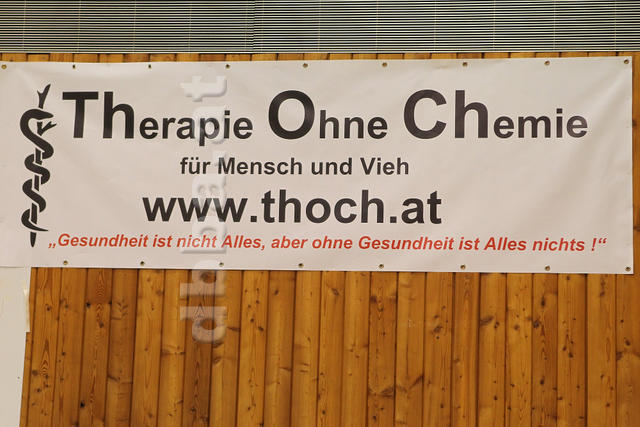 THerapie Ohne CHemie
für Mensch und Vieh
www.thoch.at
„Gesundheit ist nicht Alles, aber ohne Gesundheit ist Alles nichts !“